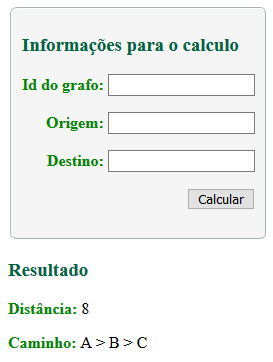 Informações para o calculo
Id do grafo:
Origem:
Destino:
Calcular
Resultado
Distância: 8
Caminho: A > B > C